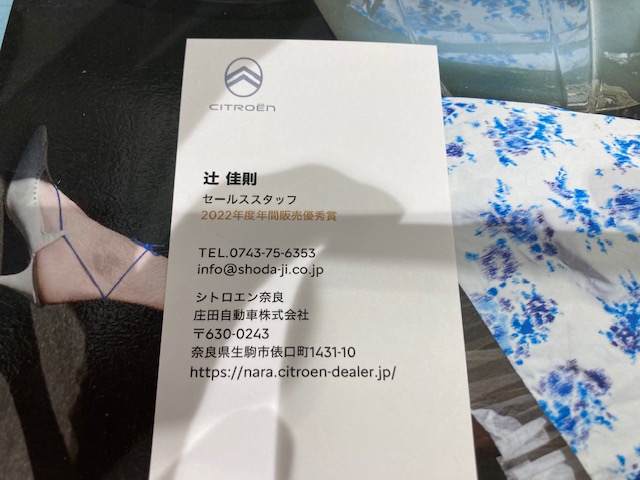 CITROËN
辻 佳則
セールススタッフ
2022年度年間販売優秀賞
TEL.0743-75-6353
info@shoda-ji.co.jp
シトロエン奈良
庄田自動車株式会社
〒630-0243
奈良県生駒市俵口町1431-10
https://nara.citroen-dealer.jp/